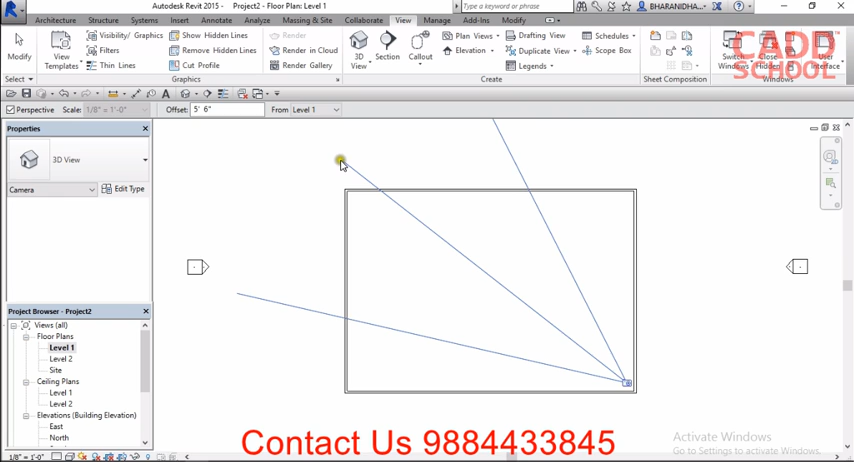 Autodesk Revit 2015 - Project2 - Floor Plan: Level 1
Type a keyword or phrase
BHARANIDHA...
Architecture Structure Systems Insert Annotate Analyze Massing & Site Collaborate View Manage Add-Ins Modify
Modify
View Templates
Visibility/ Graphics
Filters
Thin Lines
Show Hidden Lines
Remove Hidden Lines
Cut Profile
Render
Render in Cloud
Render Gallery
3D View
Section
Callout
Plan Views
Elevation
Drafting View
Duplicate View
Legends
Schedules
Scope Box
Switch Windows
Close Hidden
User Interface
CADD SCHOOL
Select
Graphics
Create
Sheet Composition
Windows
Perspective Scale: 1/8" = 1'-0" Offset: 5' 6" From Level 1
Properties
3D View
Camera
Edit Type
Project Browser - Project2
Views (all)
Floor Plans
Level 1
Level 2
Site
Ceiling Plans
Level 1
Level 2
Elevations (Building Elevation)
East
North
1/8" = 1'-0"
Contact Us 9884433845
Activate Windows
Go to Settings to activate Windows.